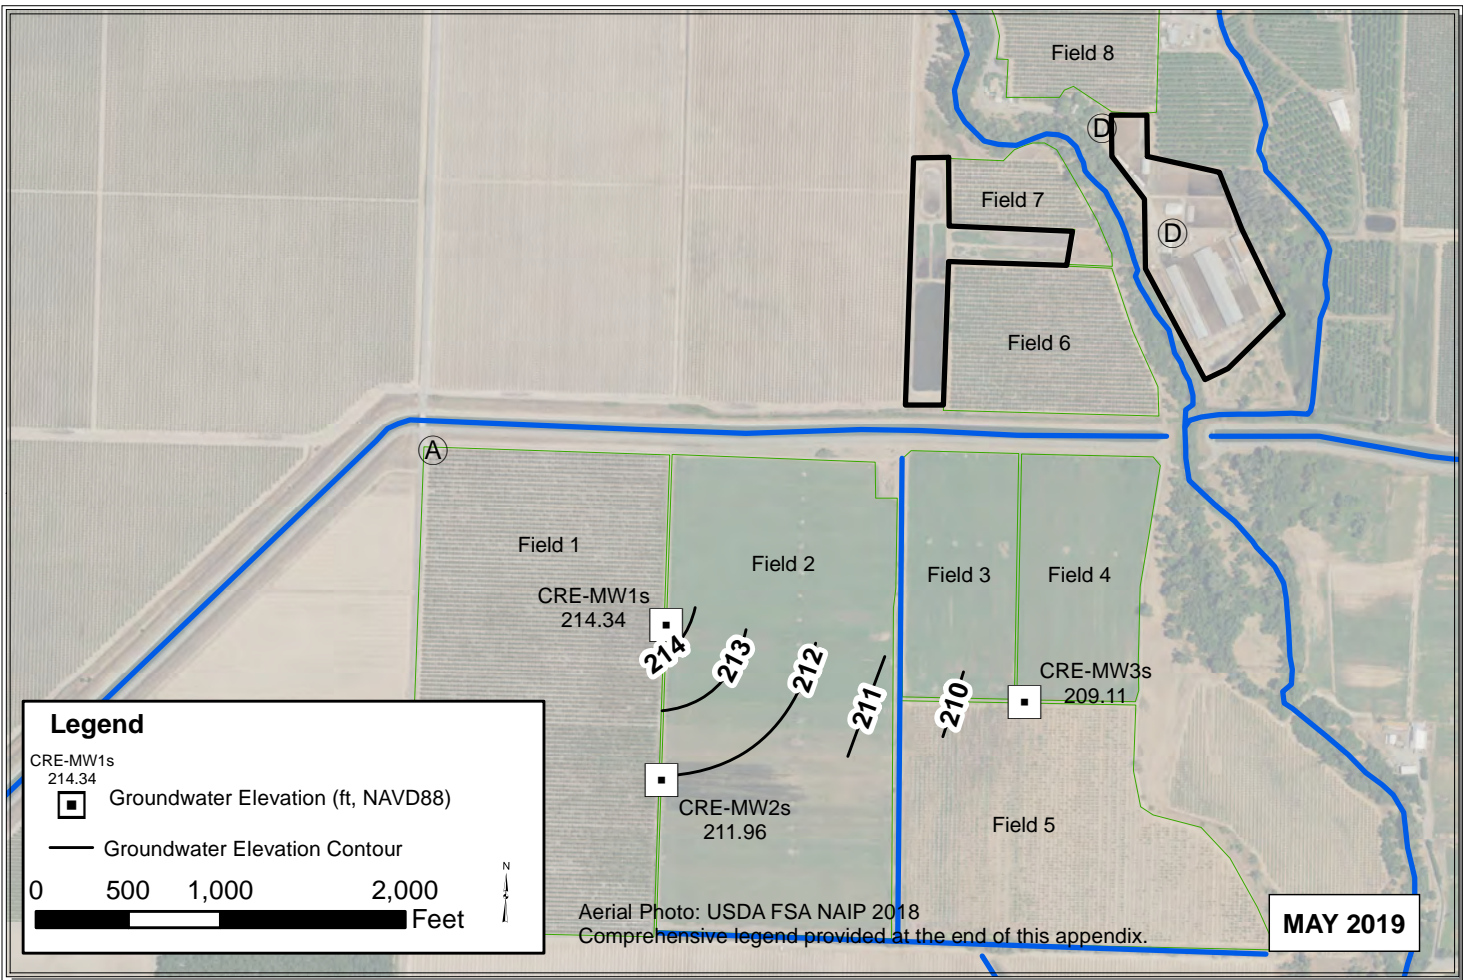 Field 8
D
Field 7
D
Field 6
A
Field 1
Field 2
Field 3
Field 4
CRE-MW1s
214.34
214
213
212
211
210
CRE-MW3s
209.11
CRE-MW2s
211.96
Field 5
Legend
CRE-MW1s
214.34
Groundwater Elevation (ft, NAVD88)
Groundwater Elevation Contour
0 500 1,000 2,000
Feet
N
Aerial Photo: USDA FSA NAIP 2018
Comprehensive legend provided at the end of this appendix.
MAY 2019